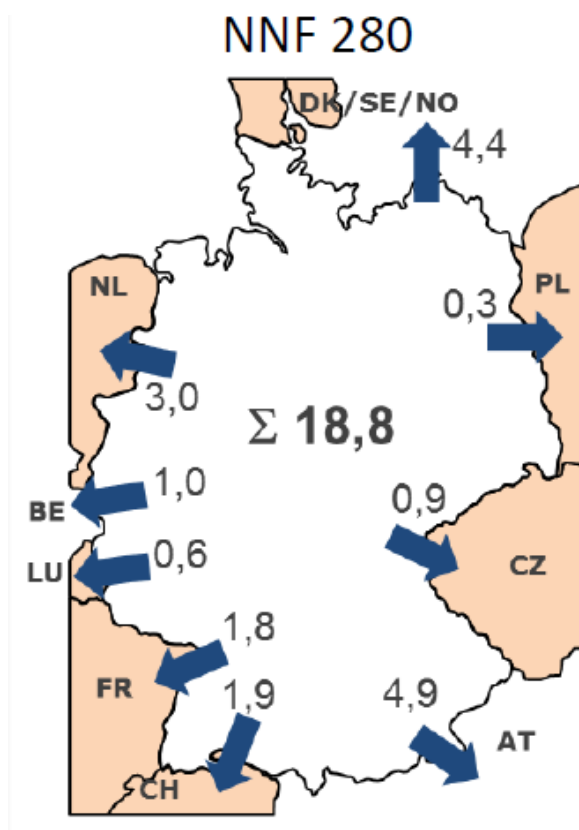 NNF 280
DK/SE/NO
4,4
NL
PL
0,3
3,0
Σ 18,8
1,0
0,9
BE
0,6
LU
CZ
1,8
FR
1,9
4,9
AT
CH